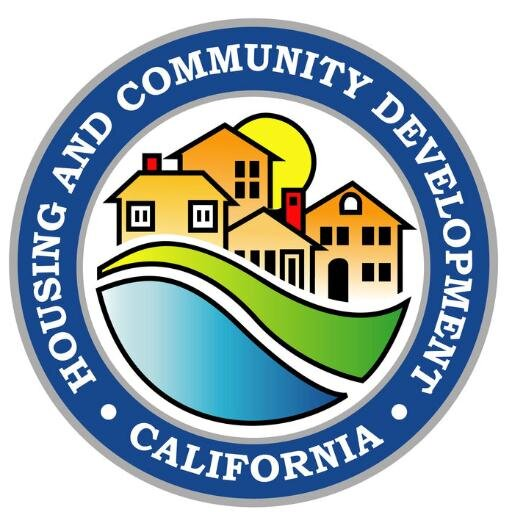 HOUSING AND COMMUNITY DEVELOPMENT
• CALIFORNIA •